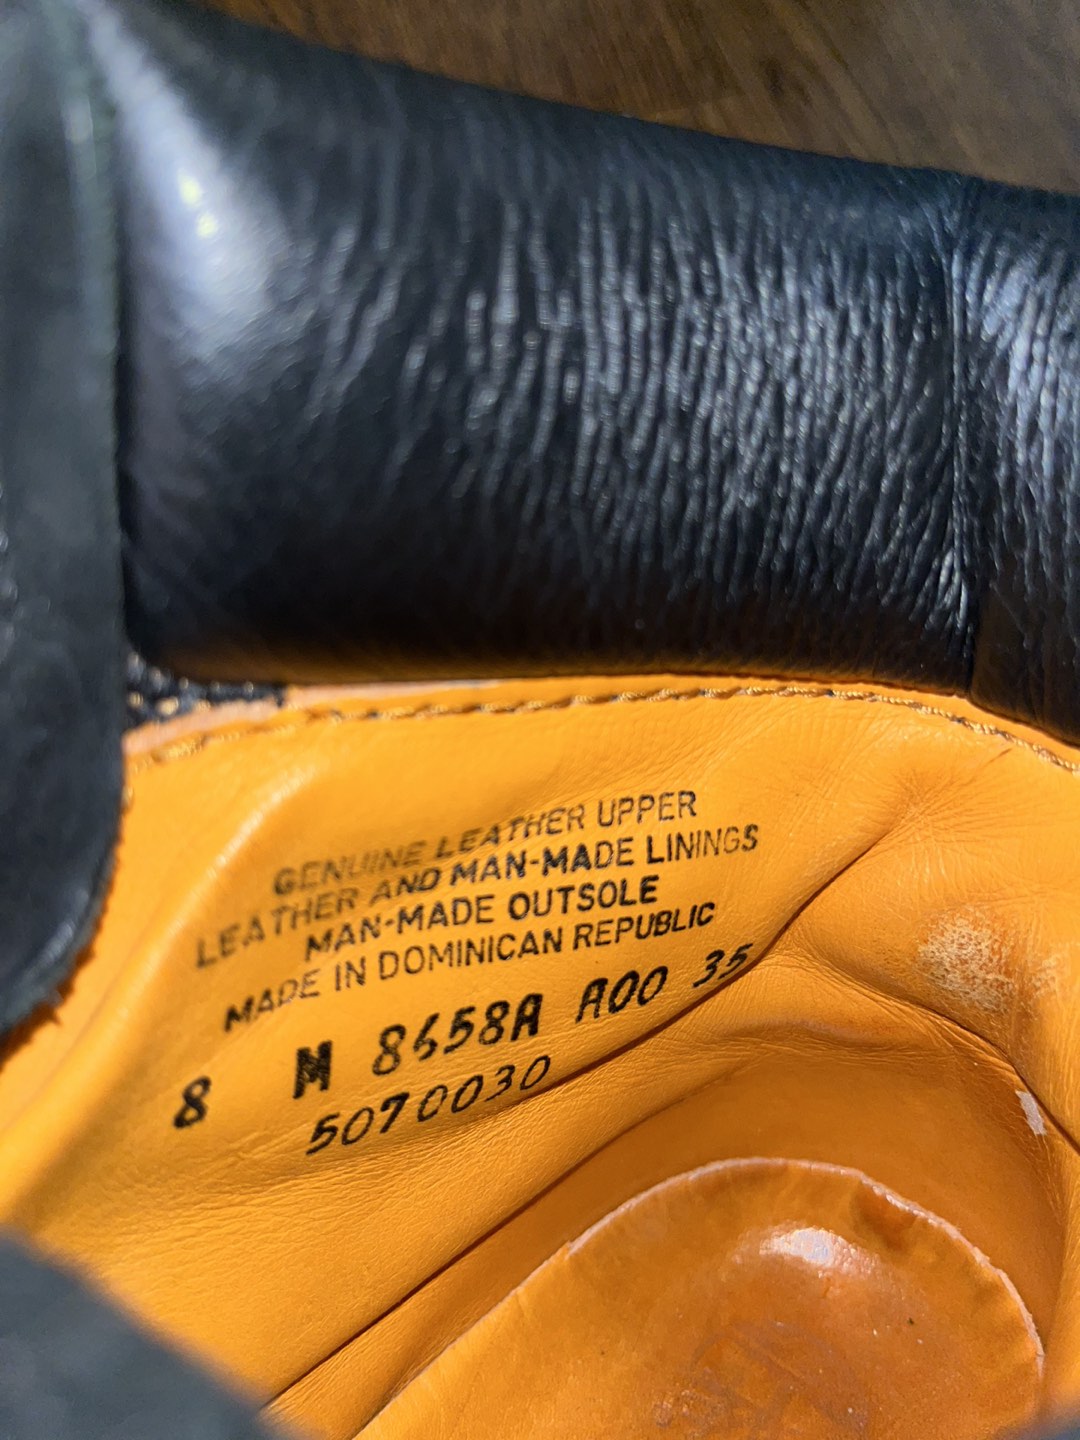 GENUINE LEATHER UPPER
LEATHER AND MAN-MADE LININGS
MAN-MADE OUTSOLE
MADE IN DOMINICAN REPUBLIC
8 M 8658A A00 35
5070030